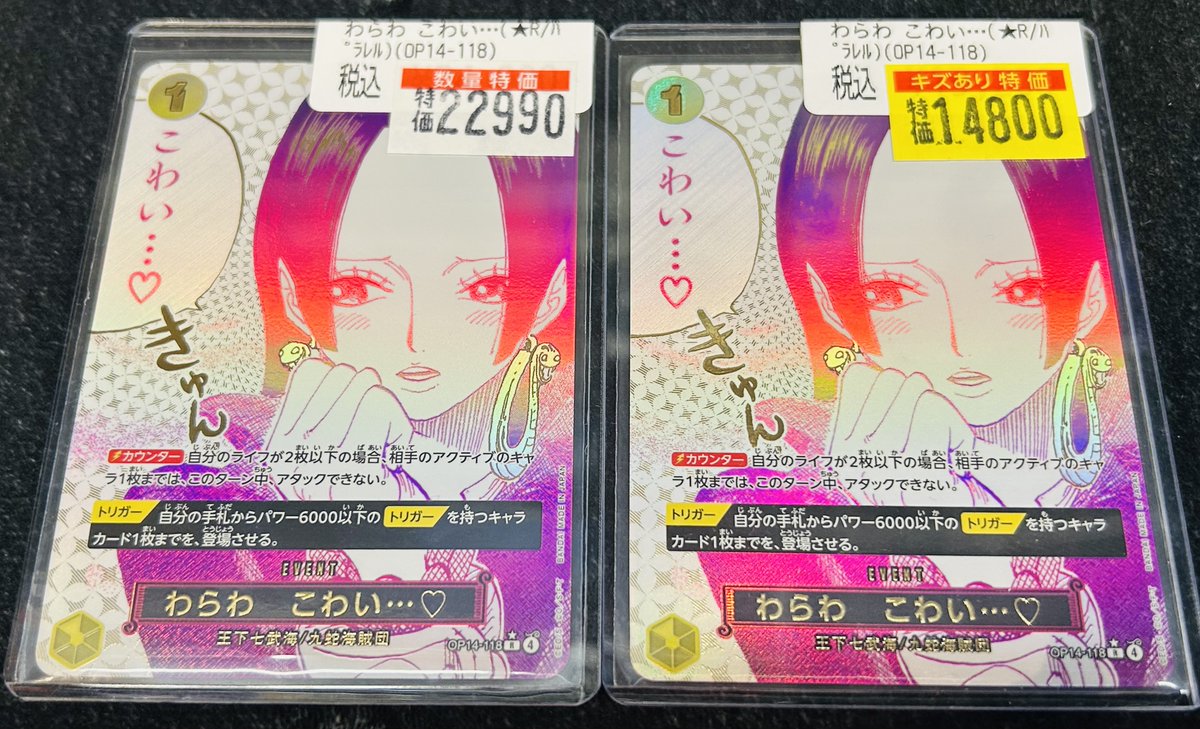 わらわ こわい…(★R/ﾊ
ﾟﾗﾚﾙ)(OP14-118)
税込
数量特価
特価 22990
1
こわい…♡
きゅん
カウンター 自分のライフが2枚以下の場合、相手のアクティブのキャ
ラ1枚までは、このターン中、アタックできない。
トリガー 自分の手札からパワー6000以下の トリガー を持つキャラ
カード1枚までを、登場させる。
EVENT
わらわ こわい…♡
王下七武海/九蛇海賊団
OP14-118 ★ R 4
BANDAI MADE IN JAPAN
わらわ こわい…(★R/ﾊ
ﾟﾗﾚﾙ)(OP14-118)
税込
キズあり特価
特価 14800
1
こわい…♡
きゅん
カウンター 自分のライフが2枚以下の場合、相手のアクティブのキャ
ラ1枚までは、このターン中、アタックできない。
トリガー 自分の手札からパワー6000以下の トリガー を持つキャラ
カード1枚までを、登場させる。
EVENT
わらわ こわい…♡
王下七武海/九蛇海賊団
OP14-118 ★ R 4
BANDAI MADE IN JAPAN